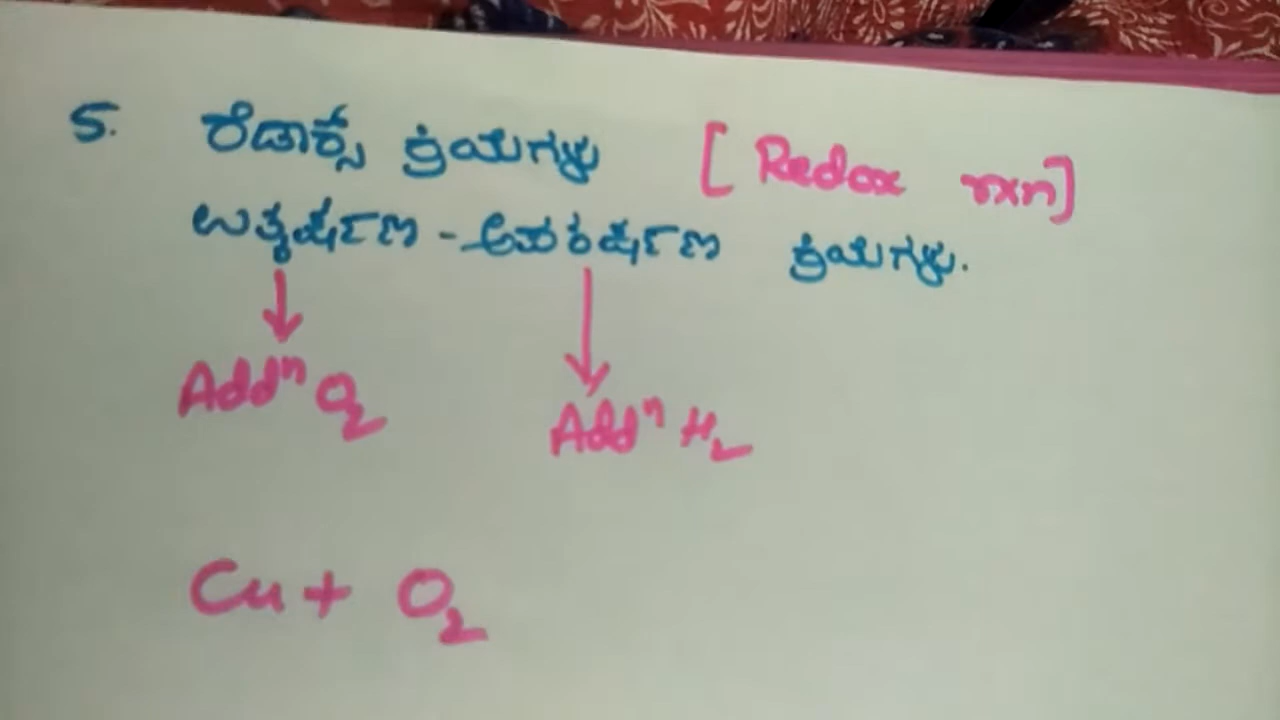 5. ರೆಡಾಕ್ಸ್ ಕ್ರಿಯೆಗಳು [ Redox rxn]
ಉತ್ಕರ್ಷಣ - ಅಪಕರ್ಷಣ ಕ್ರಿಯೆಗಳು.
Addⁿ O₂ Addⁿ H₂
Cu + O₂